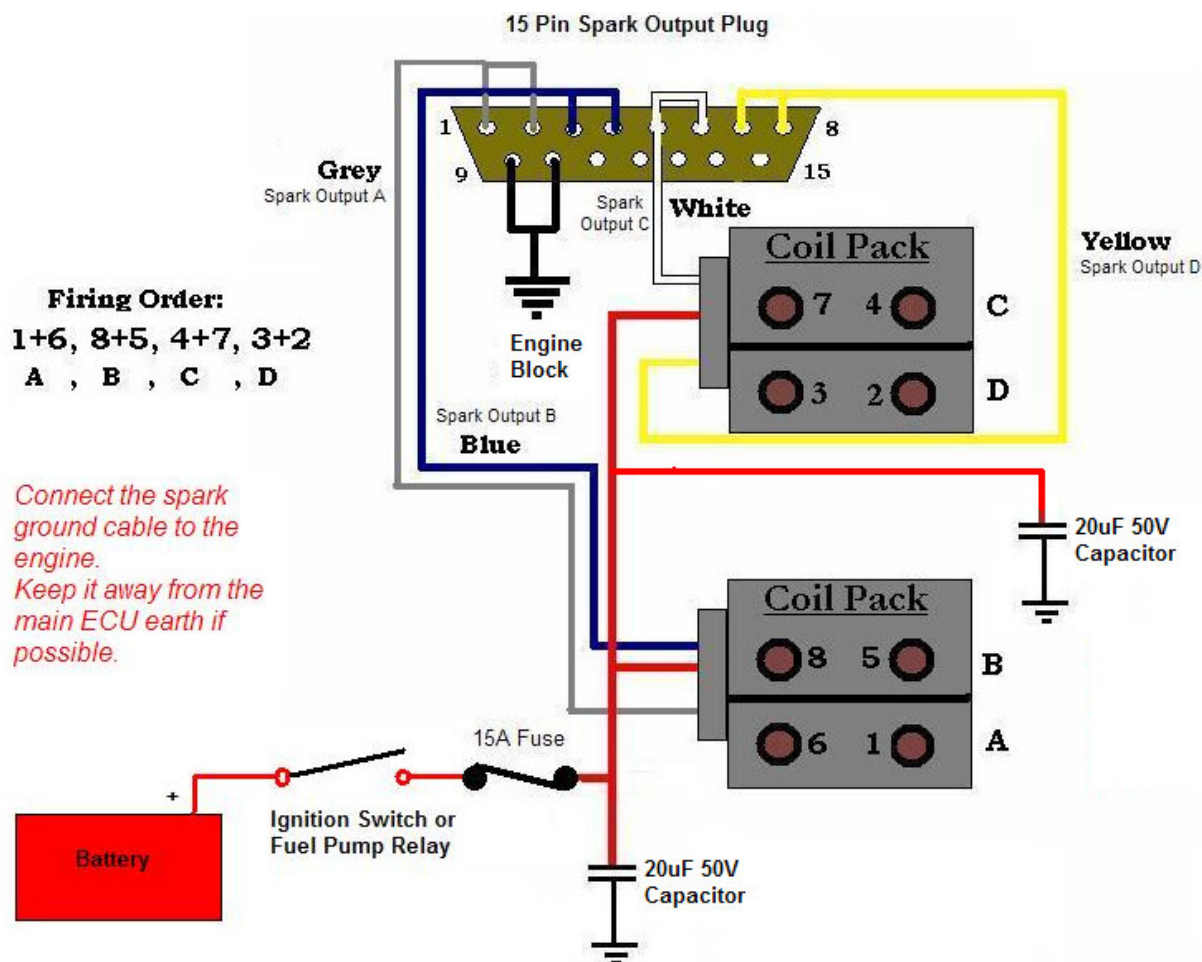 15 Pin Spark Output Plug
1
8
9
15
Grey
Spark Output A
Spark
Output C
White
Yellow
Spark Output D
Coil Pack
7 4 C
3 2 D
Firing Order:
1+6, 8+5, 4+7, 3+2
A , B , C , D
Engine
Block
Spark Output B
Blue
Connect the spark
ground cable to the
engine.
Keep it away from the
main ECU earth if
possible.
20uF 50V
Capacitor
Coil Pack
8 5 B
6 1 A
15A Fuse
+
Ignition Switch or
Fuel Pump Relay
Battery
20uF 50V
Capacitor